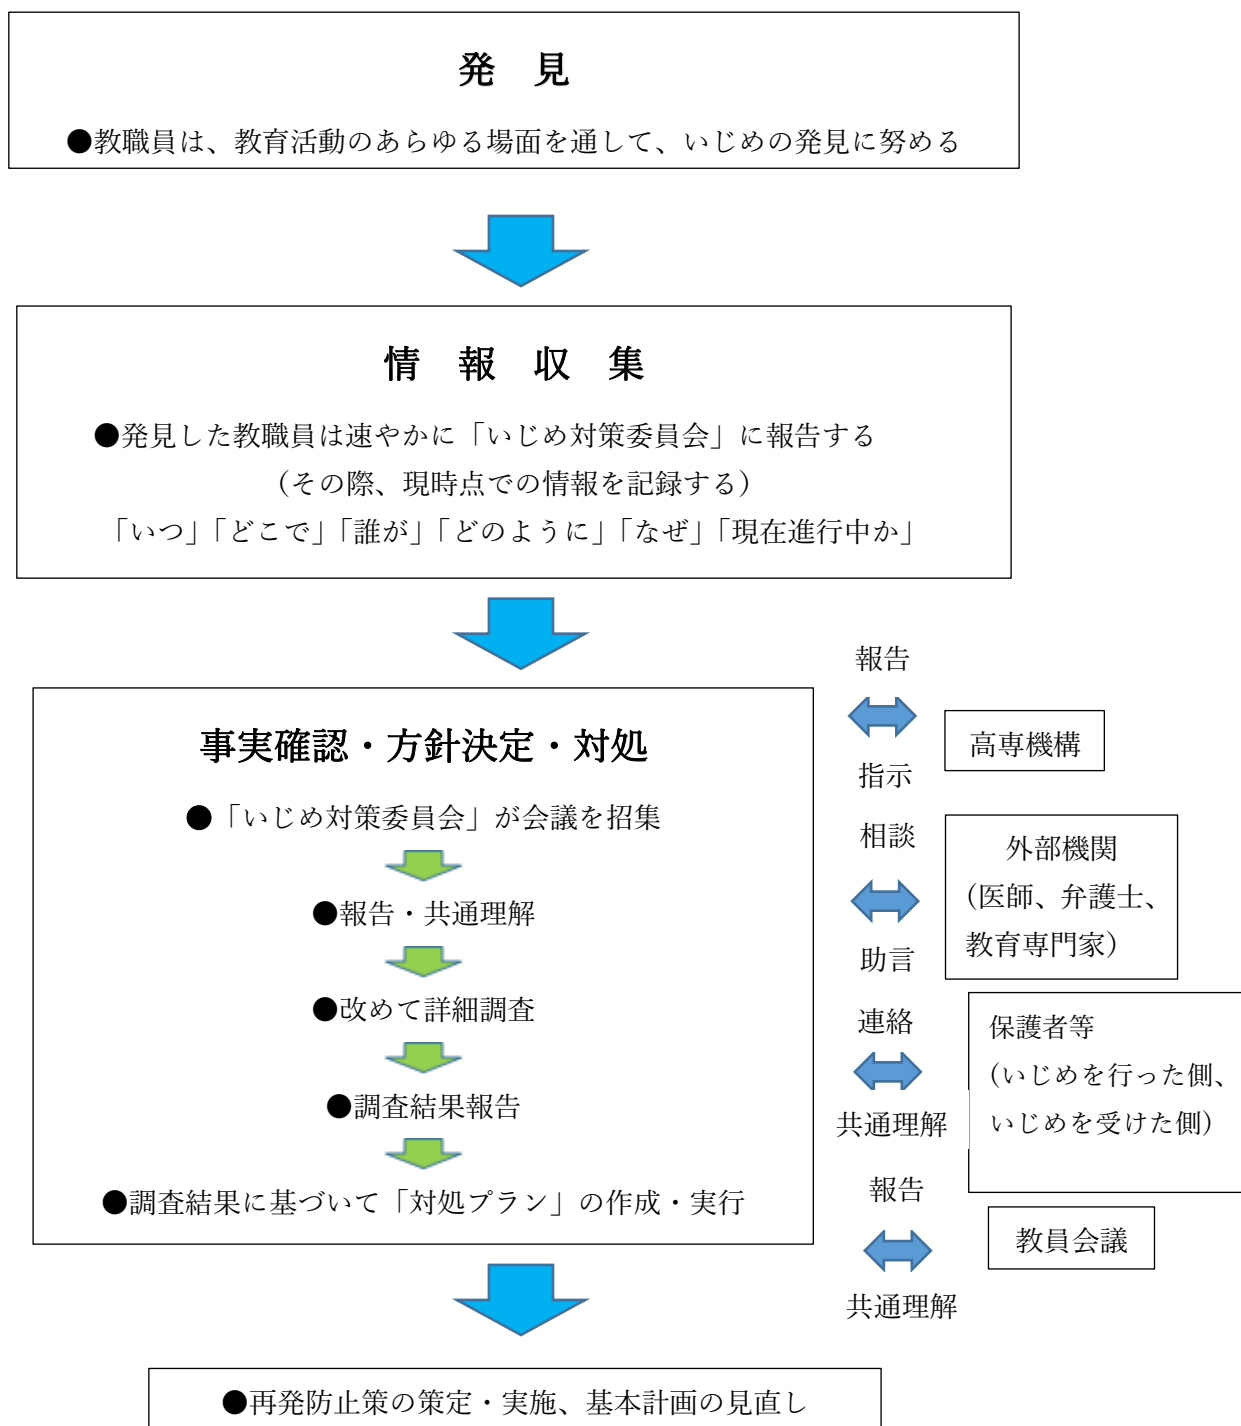 発 見
●教職員は、教育活動のあらゆる場面を通して、いじめの発見に努める
情 報 収 集
●発見した教職員は速やかに「いじめ対策委員会」に報告する
（その際、現時点での情報を記録する）
「いつ」「どこで」「誰が」「どのように」「なぜ」「現在進行中か」
事実確認・方針決定・対処
●「いじめ対策委員会」が会議を招集
●報告・共通理解
●改めて詳細調査
●調査結果報告
●調査結果に基づいて「対処プラン」の作成・実行
報告
指示
高専機構
相談
助言
外部機関
（医師、弁護士、
教育専門家）
連絡
共通理解
保護者等
（いじめを行った側、
いじめを受けた側）
報告
共通理解
教員会議
●再発防止策の策定・実施、基本計画の見直し